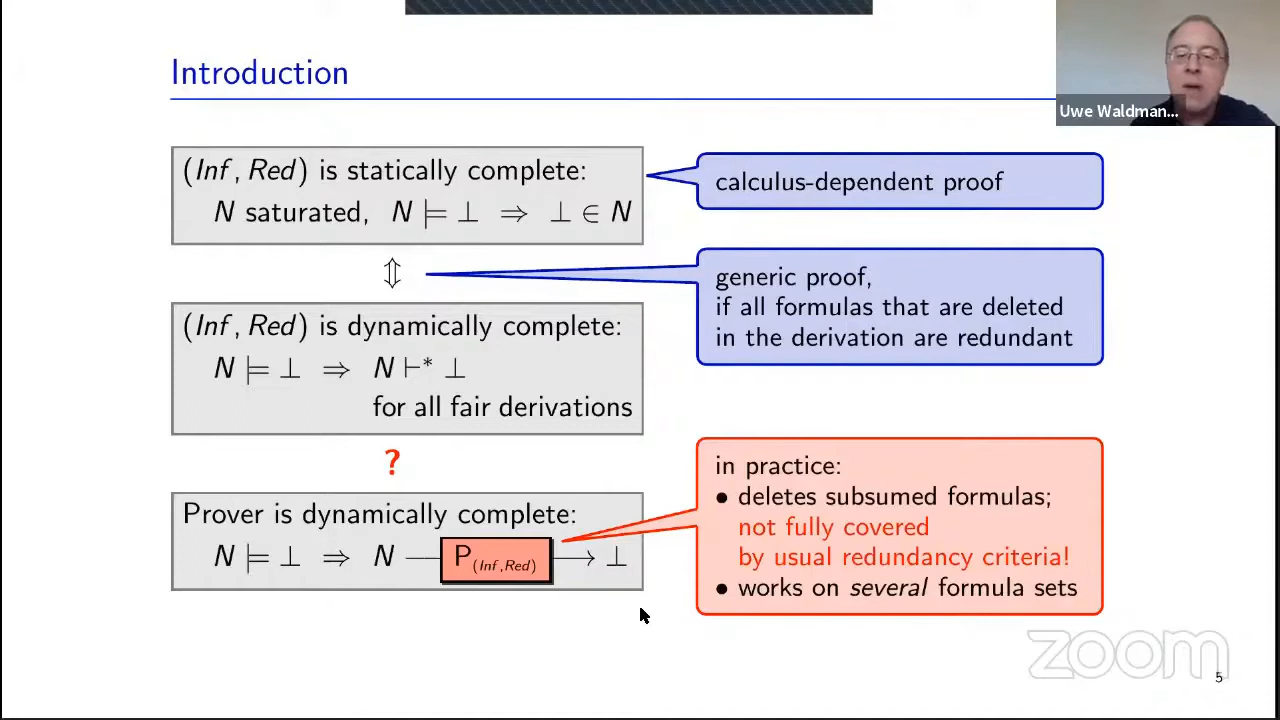 Introduction
Uwe Waldman...
(Inf, Red) is statically complete:
N saturated, N ⊨ ⊥ ⇒ ⊥ ∈ N
calculus-dependent proof
⇕
generic proof,
if all formulas that are deleted
in the derivation are redundant
(Inf, Red) is dynamically complete:
N ⊨ ⊥ ⇒ N ⊢* ⊥
for all fair derivations
?
Prover is dynamically complete:
N ⊨ ⊥ ⇒ N — P(Inf,Red) → ⊥
in practice:
• deletes subsumed formulas;
not fully covered
by usual redundancy criteria!
• works on several formula sets
zoom
5